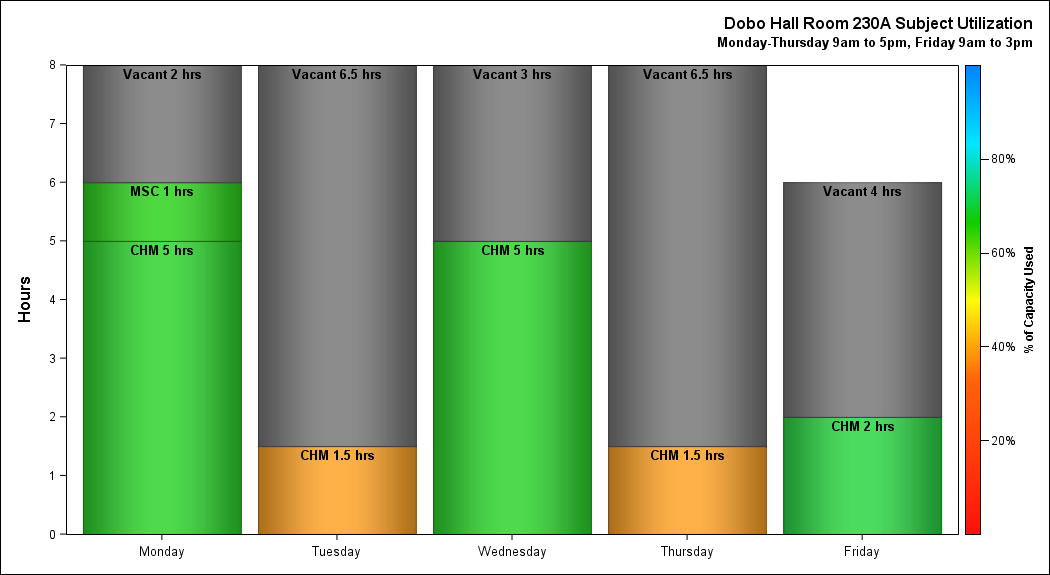 Dobo Hall Room 230A Subject Utilization
Monday-Thursday 9am to 5pm, Friday 9am to 3pm
Hours
8
7
6
5
4
3
2
1
0
Vacant 2 hrs
MSC 1 hrs
CHM 5 hrs
Vacant 6.5 hrs
CHM 1.5 hrs
Vacant 3 hrs
CHM 5 hrs
Vacant 6.5 hrs
CHM 1.5 hrs
Vacant 4 hrs
CHM 2 hrs
Monday
Tuesday
Wednesday
Thursday
Friday
80%
60%
40%
20%
% of Capacity Used